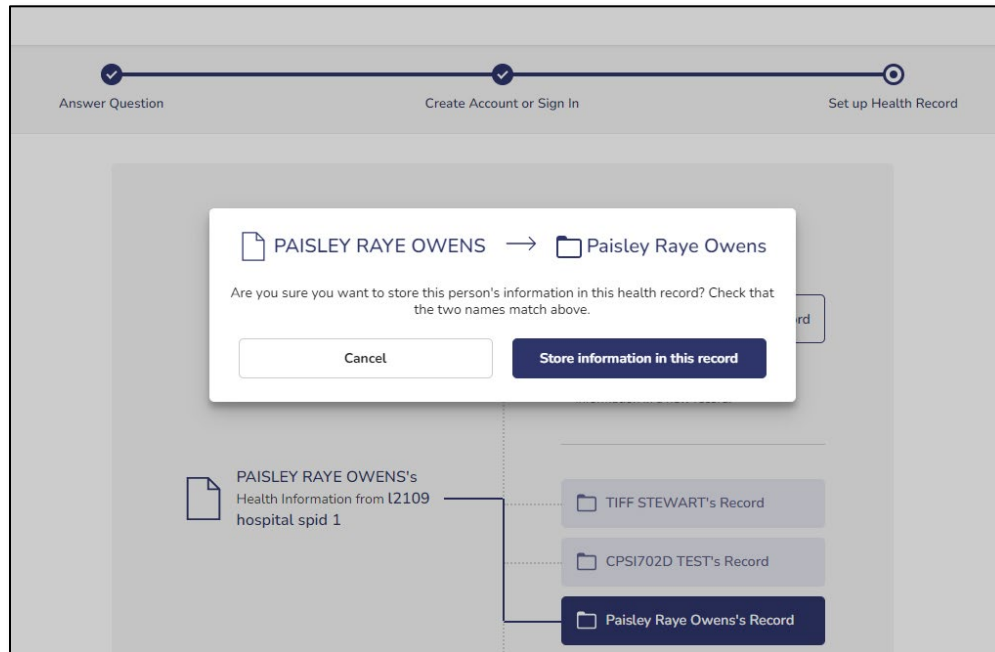 Answer Question
Create Account or Sign In
Set up Health Record
PAISLEY RAYE OWENS → Paisley Raye Owens
Are you sure you want to store this person's information in this health record? Check that
the two names match above.
Cancel
Store information in this record
rd
PAISLEY RAYE OWENS's
Health Information from l2109
hospital spid 1
TIFF STEWART's Record
CPSI702D TEST's Record
Paisley Raye Owens's Record